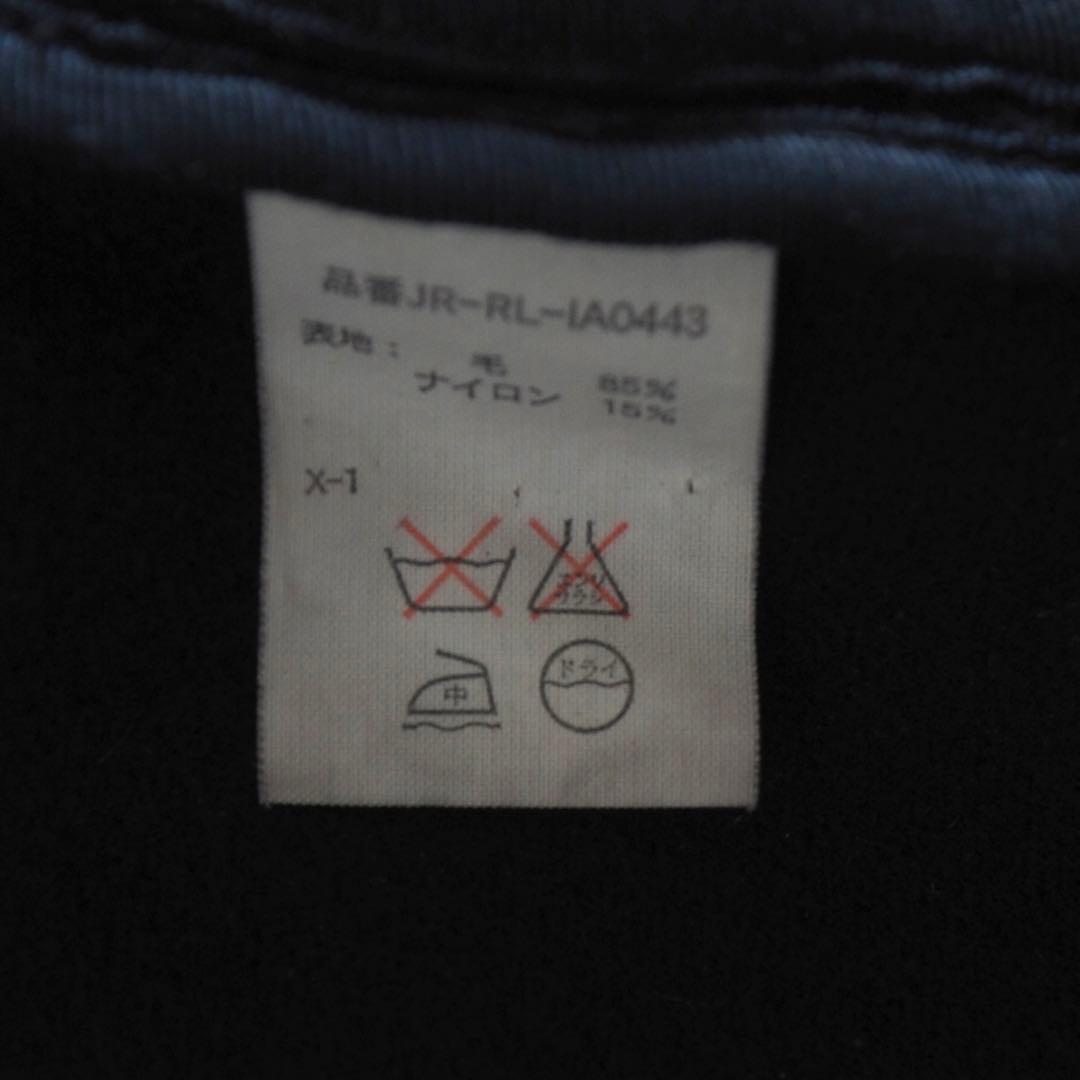 品番JR-RL-IA0443
表地： 毛 85%
ナイロン 15%
X-1
エンソ
サラシ
中
ドライ